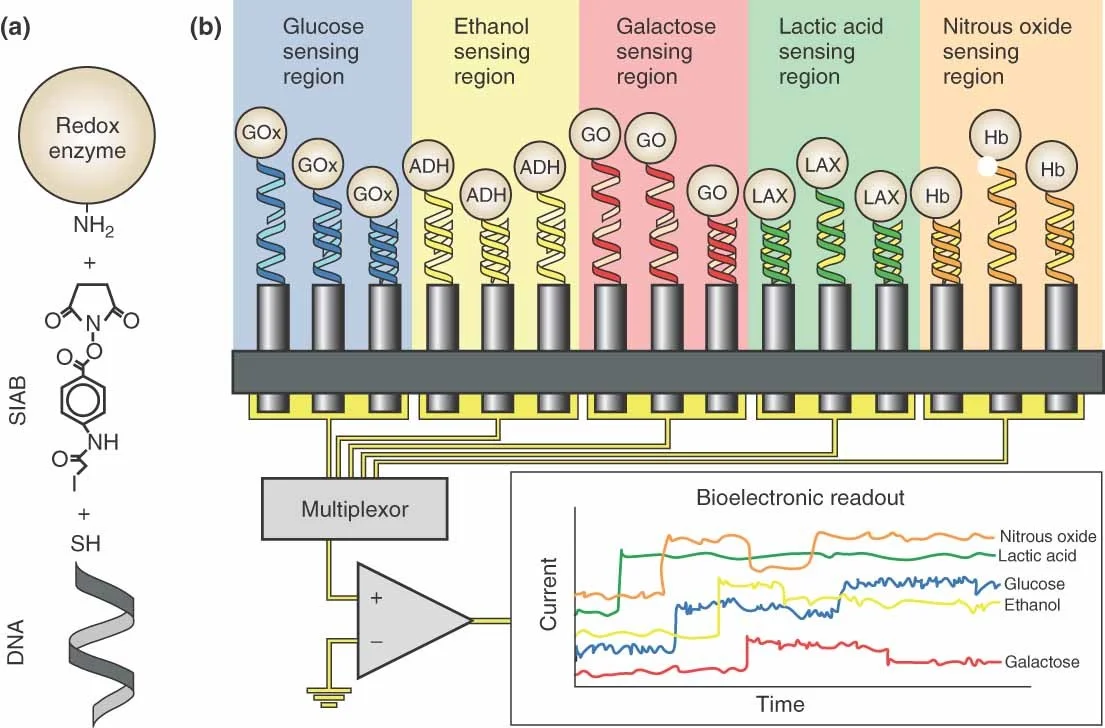 (a)
Redox
enzyme
NH2
+
O
N
O
O
O
SIAB
NH
O
I
+
SH
DNA
(b)
Glucose
sensing
region
Ethanol
sensing
region
Galactose
sensing
region
Lactic acid
sensing
region
Nitrous oxide
sensing
region
GOx
GOx
GOx
ADH
ADH
ADH
GO
GO
GO
LAX
LAX
LAX
Hb
Hb
Hb
Multiplexor
+
−
Bioelectronic readout
Current
Nitrous oxide
Lactic acid
Glucose
Ethanol
Galactose
Time